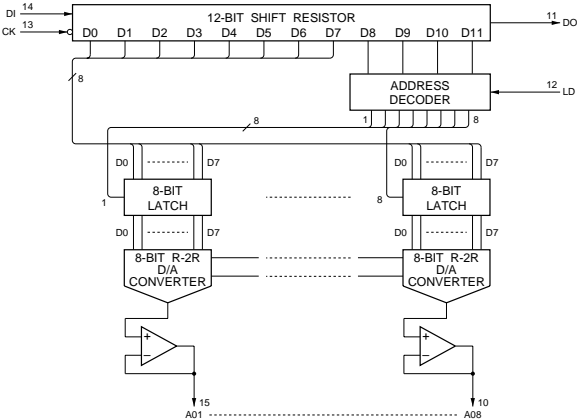 DI 14
12-BIT SHIFT RESISTOR
11 DO
CK 13
D0 D1 D2 D3 D4 D5 D6 D7 D8 D9 D10 D11
8
ADDRESS
DECODER
12 LD
8
1 8
D0 D7 D0 D7
8-BIT
LATCH
1
8-BIT
LATCH
8
D0 D7 D0 D7
8-BIT R-2R
D/A
CONVERTER
8-BIT R-2R
D/A
CONVERTER
+
−
+
−
15
A01
10
A08